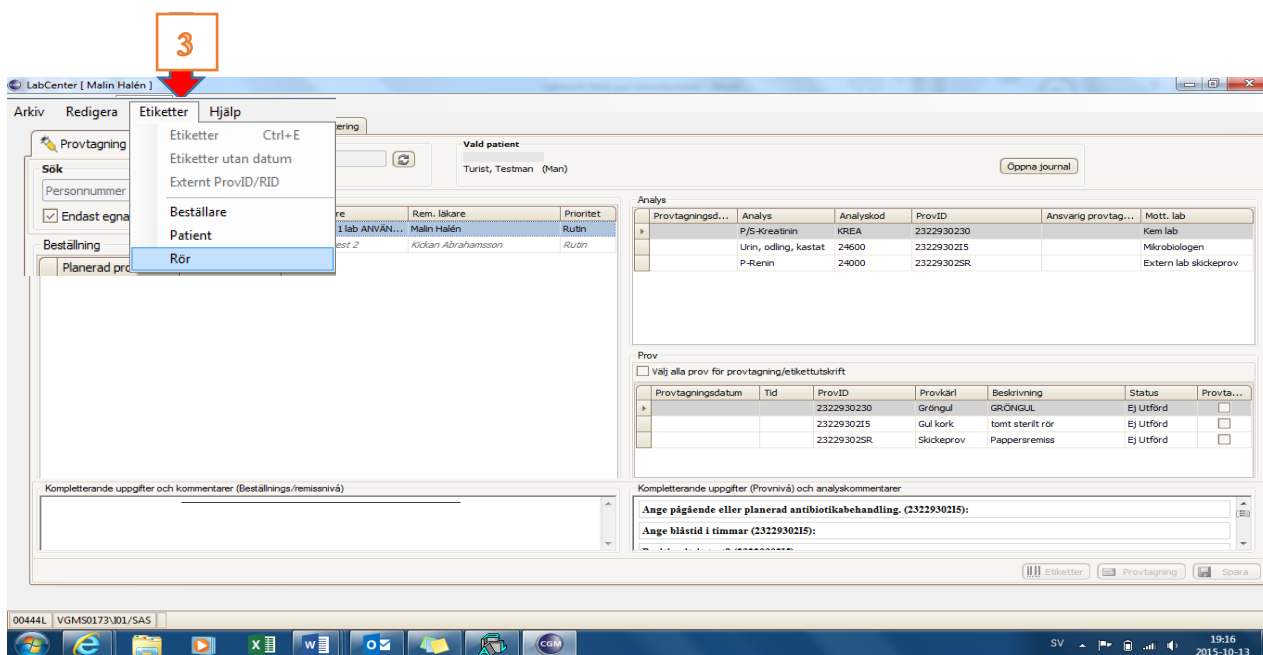 3
LabCenter [ Malin Halén ]
Arkiv Redigera Etiketter Hjälp
Etiketter Ctrl+E
Etiketter utan datum
Externt ProvID/RID
Beställare
Patient
Rör
Provtagning
Sök
Personnummer
Endast egna
Beställning
Planerad pro
Rem. läkare Prioritet
1 lab ANVÄN... Malin Halén Rutin
Kickan Abrahamsson Rutin
Vald patient
Turist, Testman (Man)
Öppna journal
Analys
Provtagningsd... Analys Analyskod ProvID Ansvarig provtag... Mott. lab
P/S-Kreatinin KREA 2322930230 Kem lab
Urin, odling, kastat 24600 23229302I5 Mikrobiologen
P-Renin 24000 23229302SR Extern lab skickeprov
Prov
Välj alla prov för provtagning/etikettutskrift
Provtagningsdatum Tid ProvID Provkärl Beskrivning Status Provta...
2322930230 Gröngul GRÖNGUL Ej Utförd
23229302I5 Gul kork tomt sterilt rör Ej Utförd
23229302SR Skickeprov Pappersremiss Ej Utförd
Kompletterande uppgifter och kommentarer (Beställnings/remissnivå)
Kompletterande uppgifter (Provnivå) och analyskommentarer
Ange pågående eller planerad antibiotikabehandling. (23229302I5):
Ange blåstid i timmar (23229302I5):
Etiketter Provtagning Spara
00444L VGMS0173\I01/SAS
CGM
SV
19:16
2015-10-13